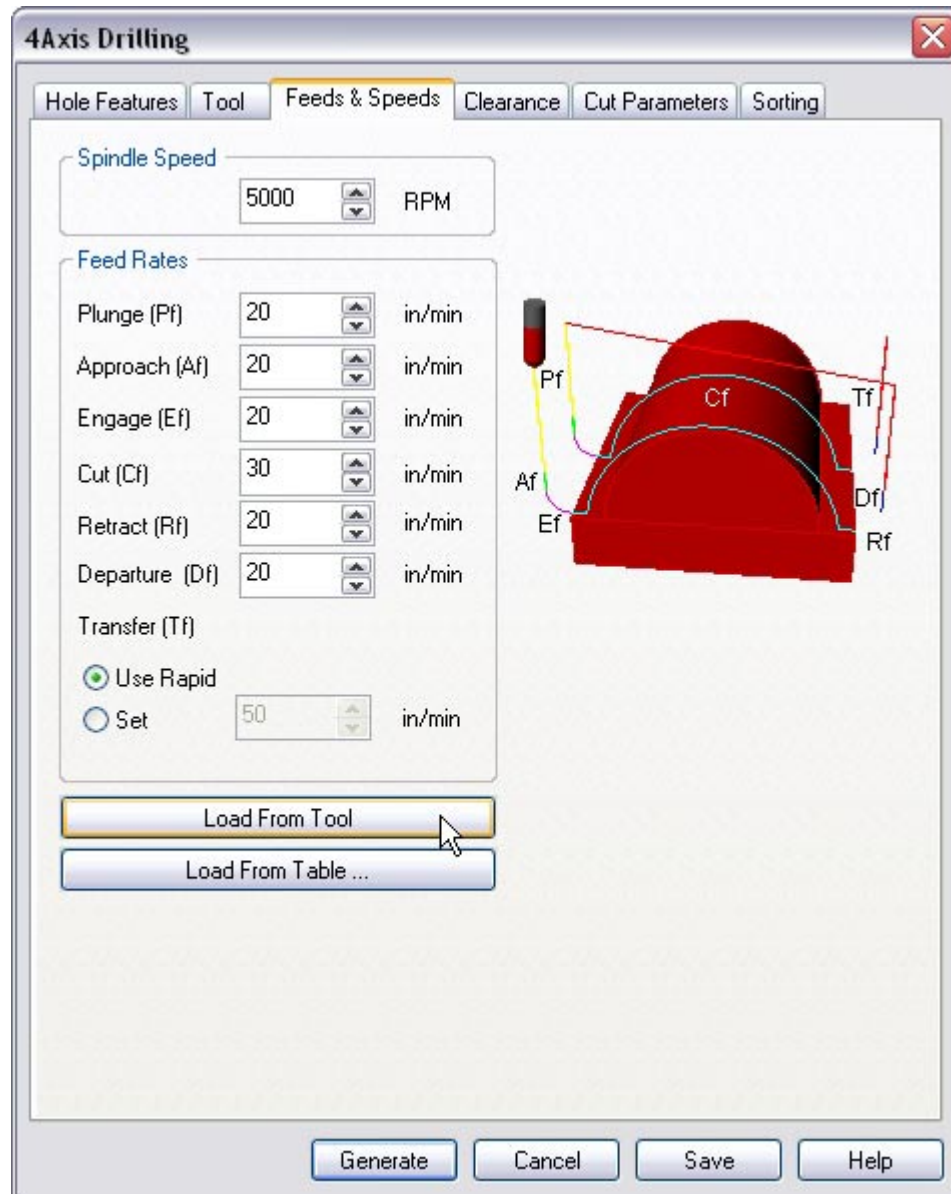 4Axis Drilling
Hole Features Tool Feeds & Speeds Clearance Cut Parameters Sorting
Spindle Speed
5000 RPM
Feed Rates
Plunge (Pf) 20 in/min
Approach (Af) 20 in/min
Engage (Ef) 20 in/min
Cut (Cf) 30 in/min
Retract (Rf) 20 in/min
Departure (Df) 20 in/min
Transfer (Tf)
Use Rapid
Set 50 in/min
Pf
Cf
Tf
Af
Df
Ef
Rf
Load From Tool
Load From Table ...
Generate Cancel Save Help